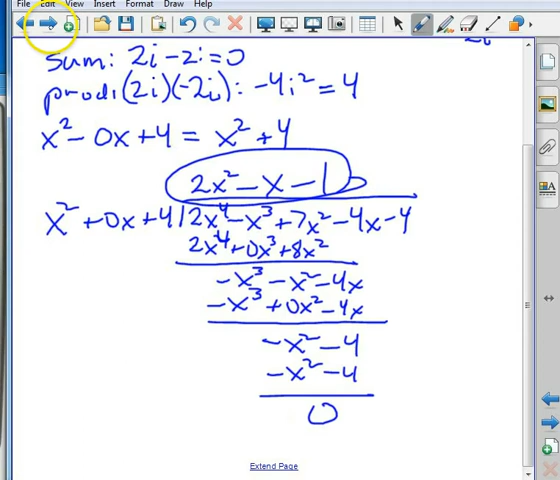 File Edit View Insert Format Tools Draw Help
2i
Sum: 2i - 2i = 0
prod: (2i)(-2i): -4i² = 4
x² - 0x + 4 = x² + 4
2x² - x - 1
x² + 0x + 4 | 2x⁴ - x³ + 7x² - 4x - 4
2x⁴ + 0x³ + 8x²
-x³ - x² - 4x
-x³ + 0x² - 4x
-x² - 4
-x² - 4
0
Extend Page